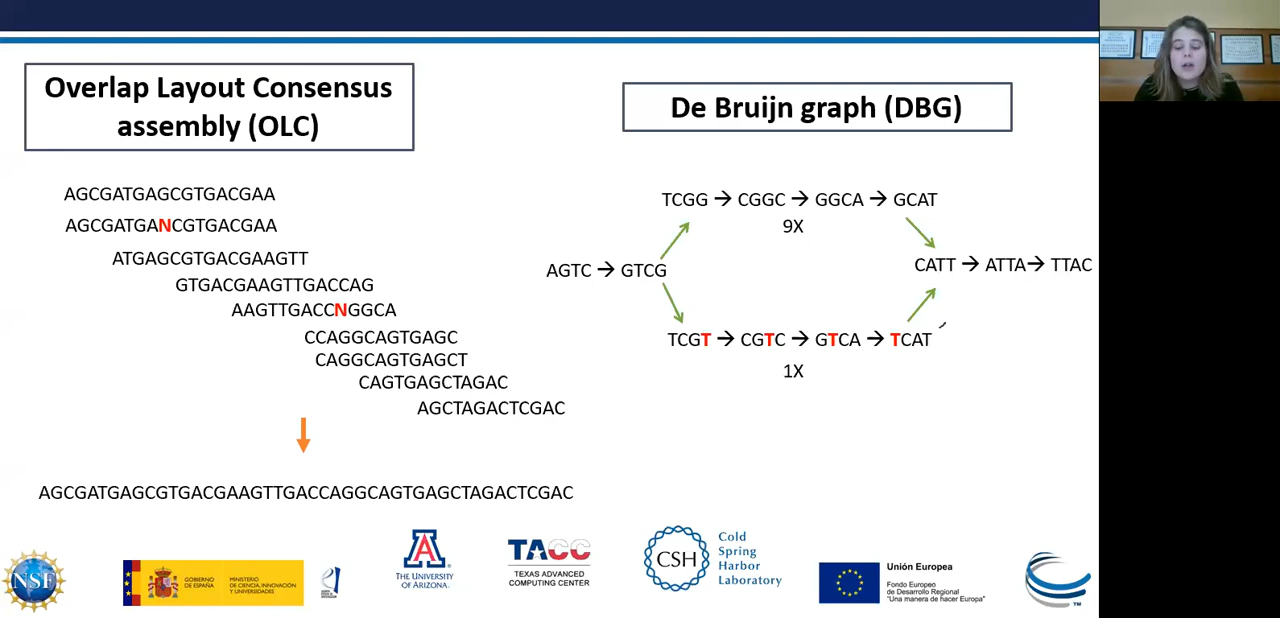 Overlap Layout Consensus
assembly (OLC)
AGCGATGAGCGTGACGAA
AGCGATGANCGTGACGAA
ATGAGCGTGACGAAGTT
GTGACGAAGTTGACCAG
AAGTTGACCNGGCA
CCAGGCAGTGAGC
CAGGCAGTGAGCT
CAGTGAGCTAGAC
AGCTAGACTCGAC
AGCGATGAGCGTGACGAAGTTGACCAGGCAGTGAGCTAGACTCGAC
De Bruijn graph (DBG)
TCGG → CGGC → GGCA → GCAT
9X
AGTC → GTCG
CATT → ATTA → TTAC
TCGT → CGTC → GTCA → TCAT
1X
NSF
GOBIERNO
DE ESPAÑA
MINISTERIO
DE CIENCIA, INNOVACIÓN
Y UNIVERSIDADES
A
THE UNIVERSITY
OF ARIZONA.
TACC
TEXAS ADVANCED
COMPUTING CENTER
CSH
Cold
Spring
Harbor
Laboratory
Unión Europea
Fondo Europeo
de Desarrollo Regional
"Una manera de hacer Europa"
TM